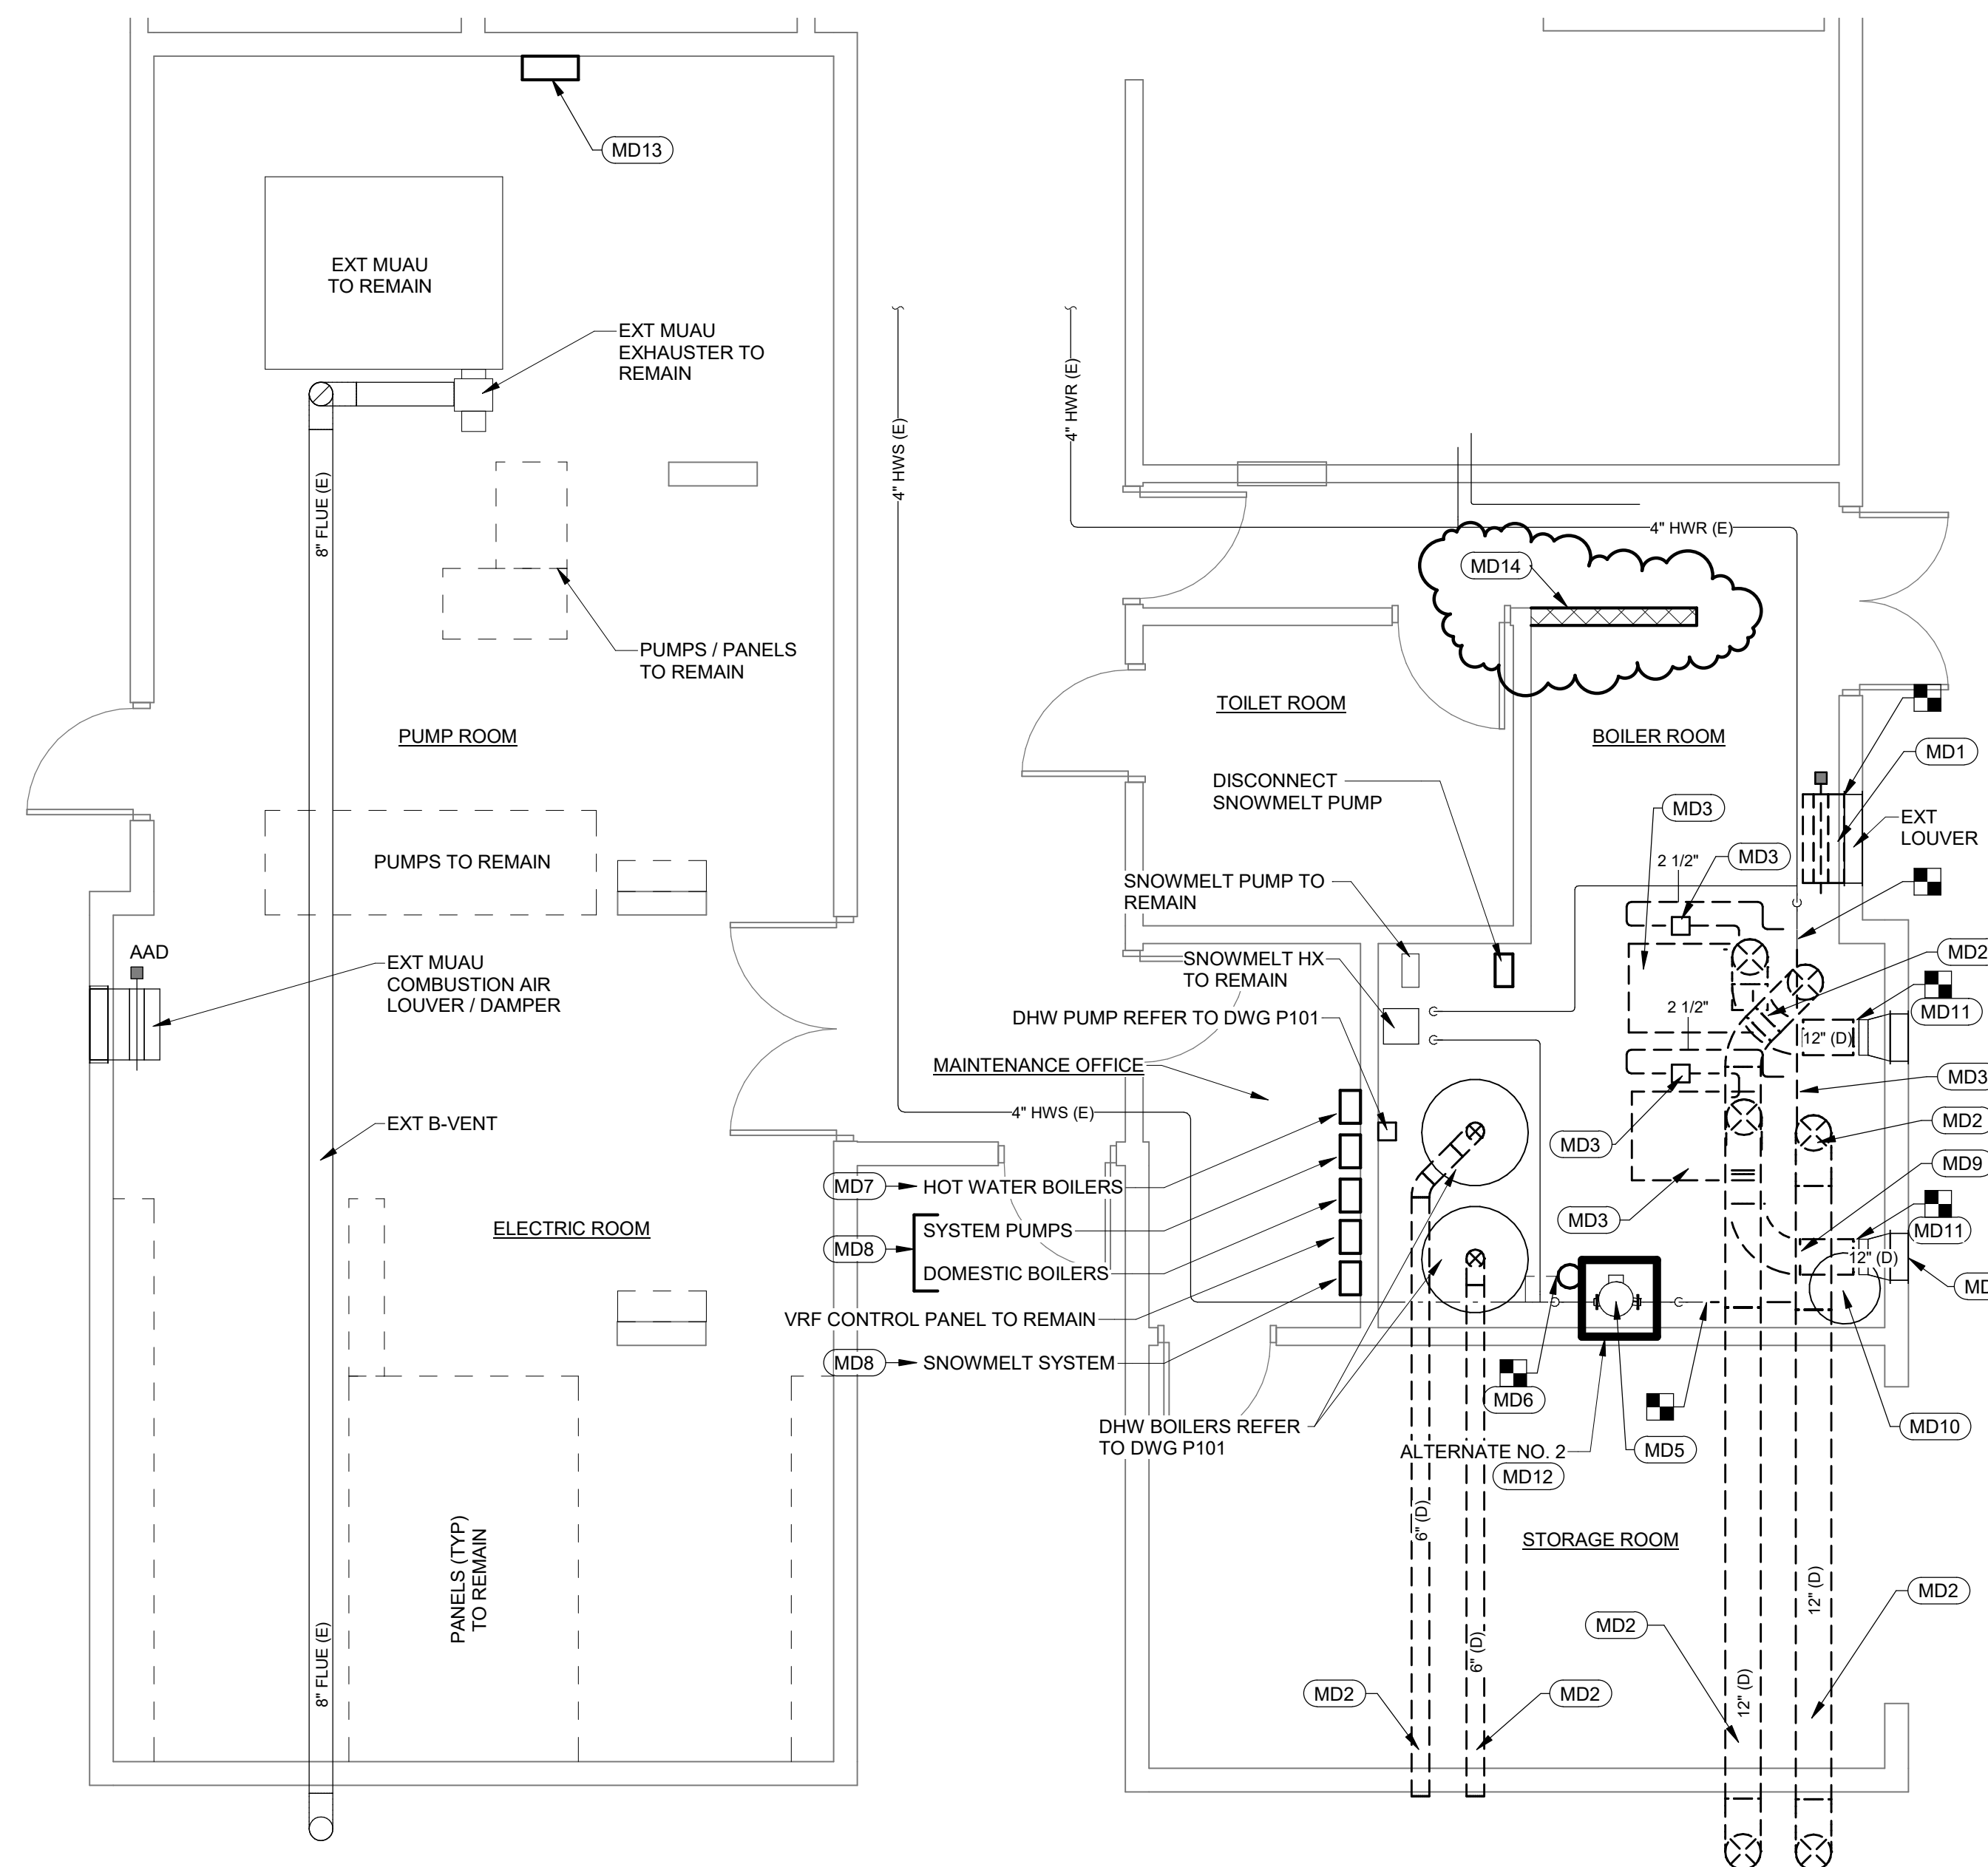 MD13
EXT MUAU
TO REMAIN
EXT MUAU
EXHAUSTER TO
REMAIN
8" FLUE (E)
4" HWS (E)
4" HWR (E)
4" HWR (E)
MD14
PUMPS / PANELS
TO REMAIN
PUMP ROOM
TOILET ROOM
BOILER ROOM
MD1
DISCONNECT
SNOWMELT PUMP
MD3
EXT
LOUVER
PUMPS TO REMAIN
2 1/2"
MD3
SNOWMELT PUMP TO
REMAIN
AAD
EXT MUAU
COMBUSTION AIR
LOUVER / DAMPER
SNOWMELT HX
TO REMAIN
MD2
2 1/2"
MD11
DHW PUMP REFER TO DWG P101
12" (D)
MAINTENANCE OFFICE
MD3
EXT B-VENT
4" HWS (E)
MD2
MD3
MD9
MD7
HOT WATER BOILERS
ELECTRIC ROOM
MD3
MD11
SYSTEM PUMPS
MD8
12" (D)
DOMESTIC BOILERS
MD
VRF CONTROL PANEL TO REMAIN
MD8
SNOWMELT SYSTEM
MD6
DHW BOILERS REFER
TO DWG P101
MD10
ALTERNATE NO. 2
MD5
MD12
6" (D)
STORAGE ROOM
PANELS (TYP)
TO REMAIN
12" (D)
MD2
MD2
8" FLUE (E)
6" (D)
12" (D)
MD2
MD2